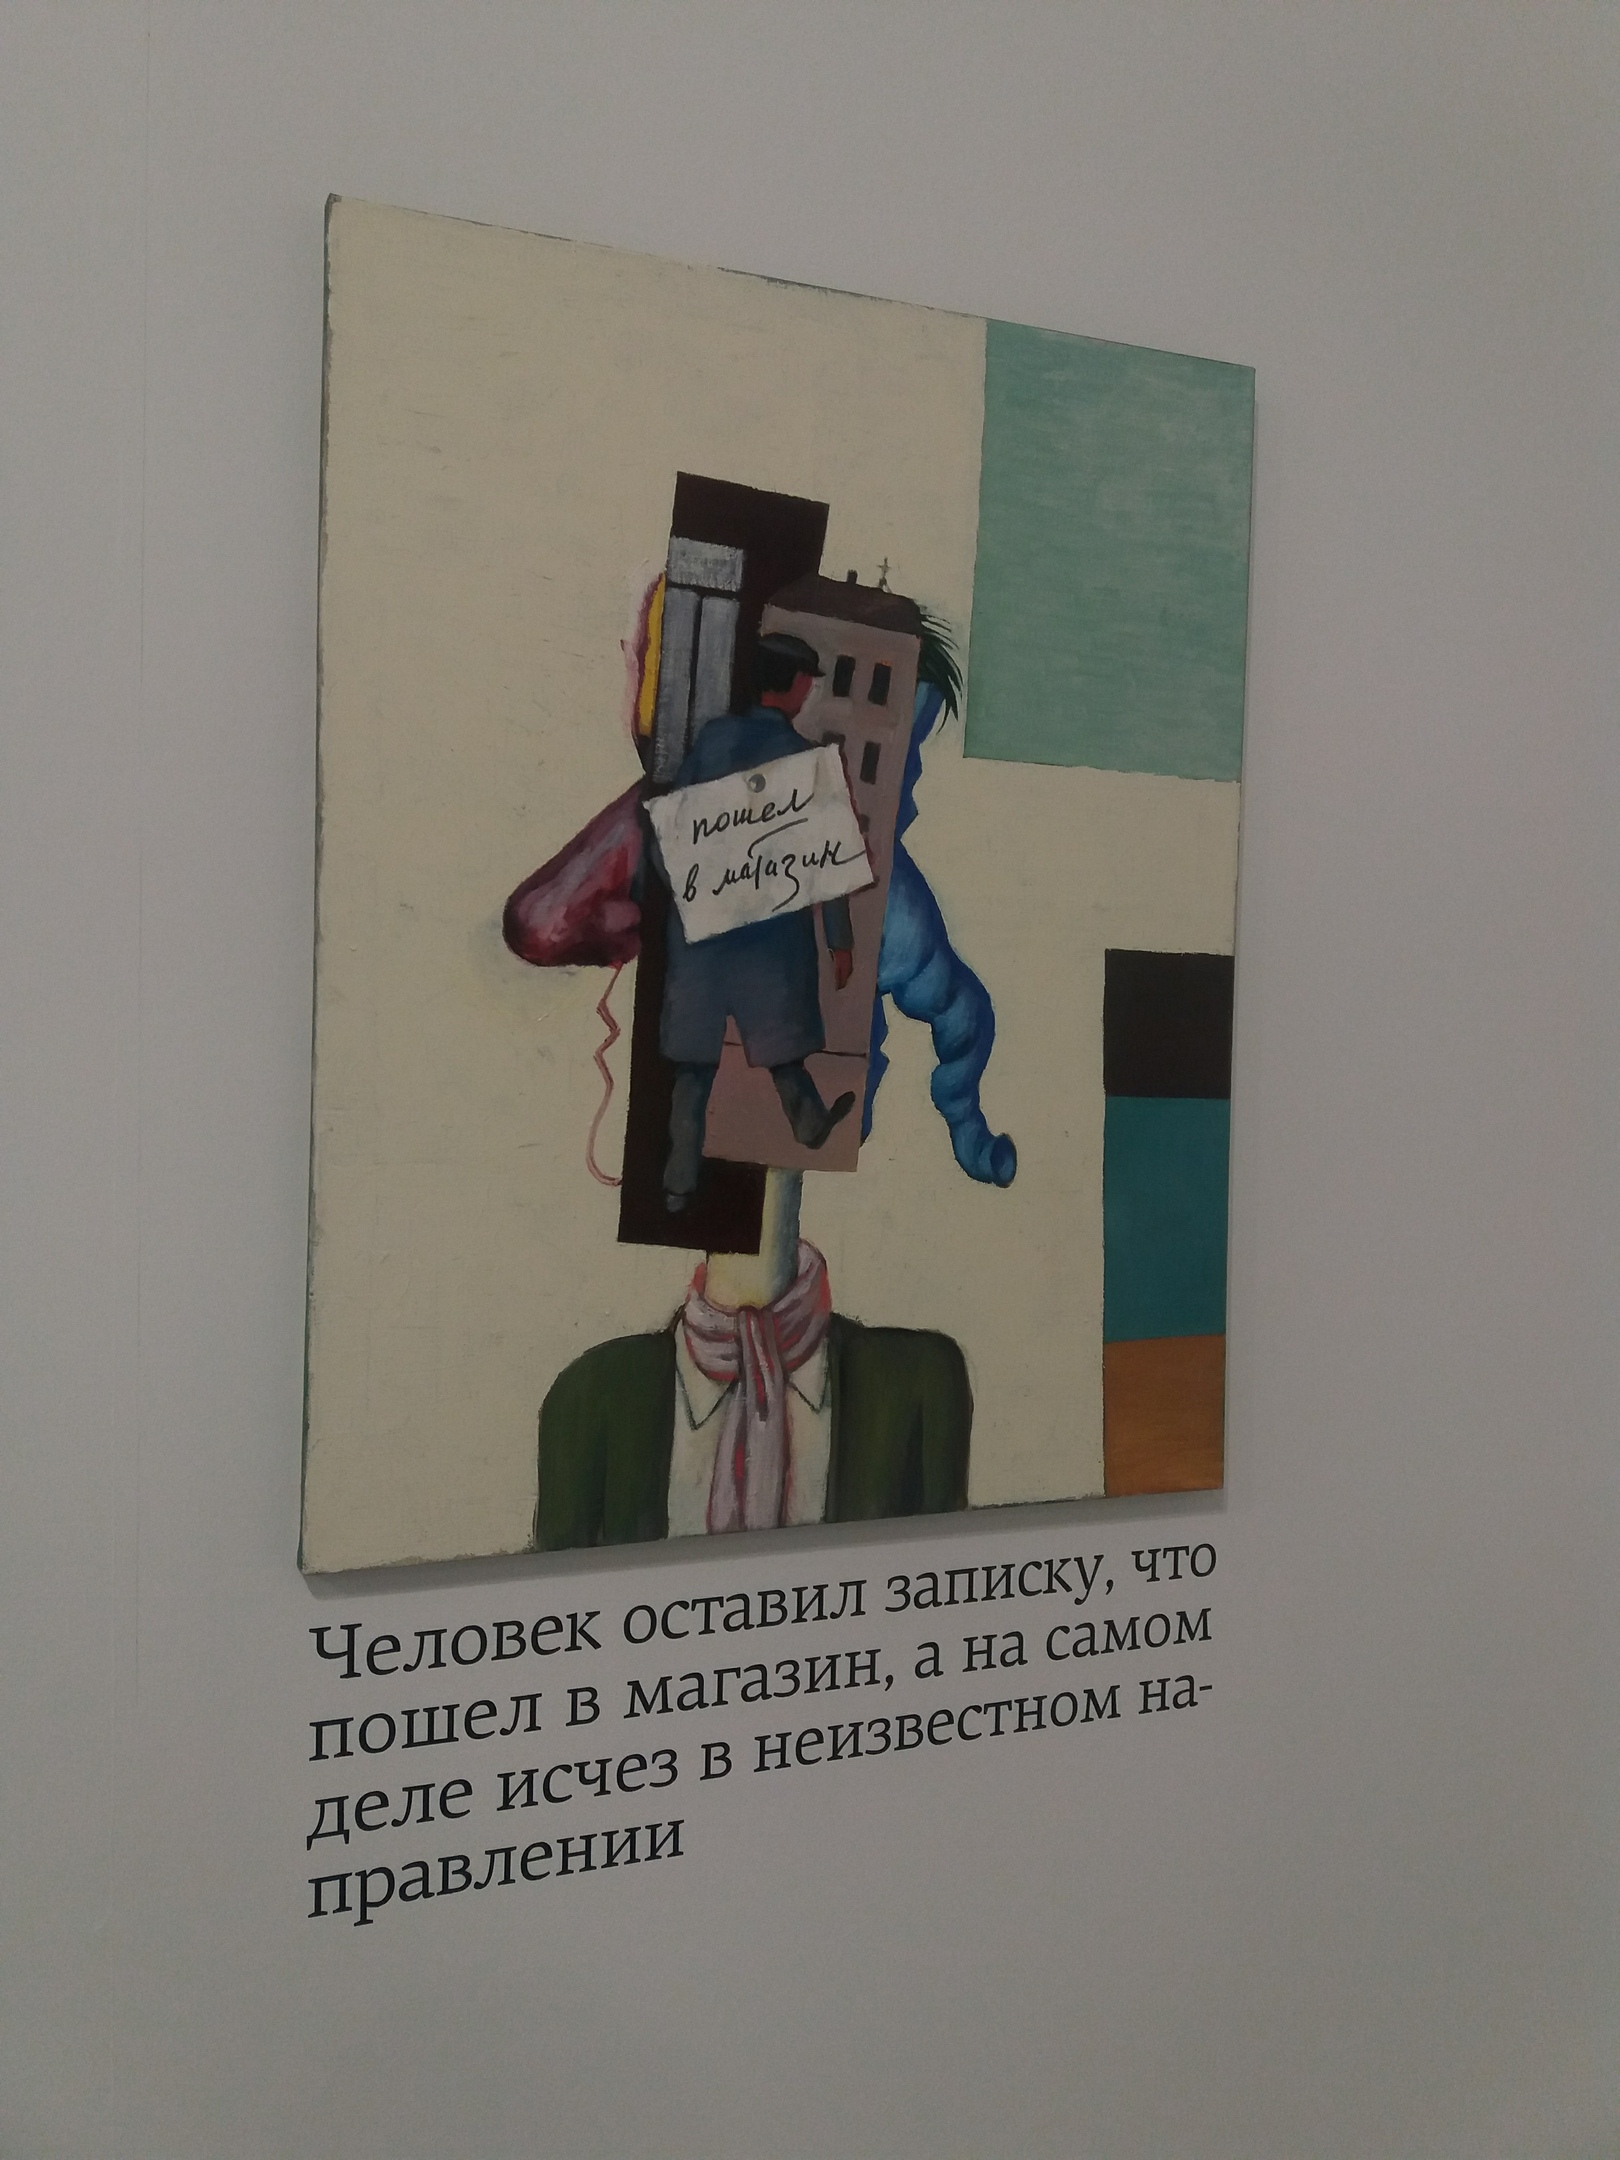 пошел
в магазин
Человек оставил записку, что
пошел в магазин, а на самом
деле исчез в неизвестном на-
правлении